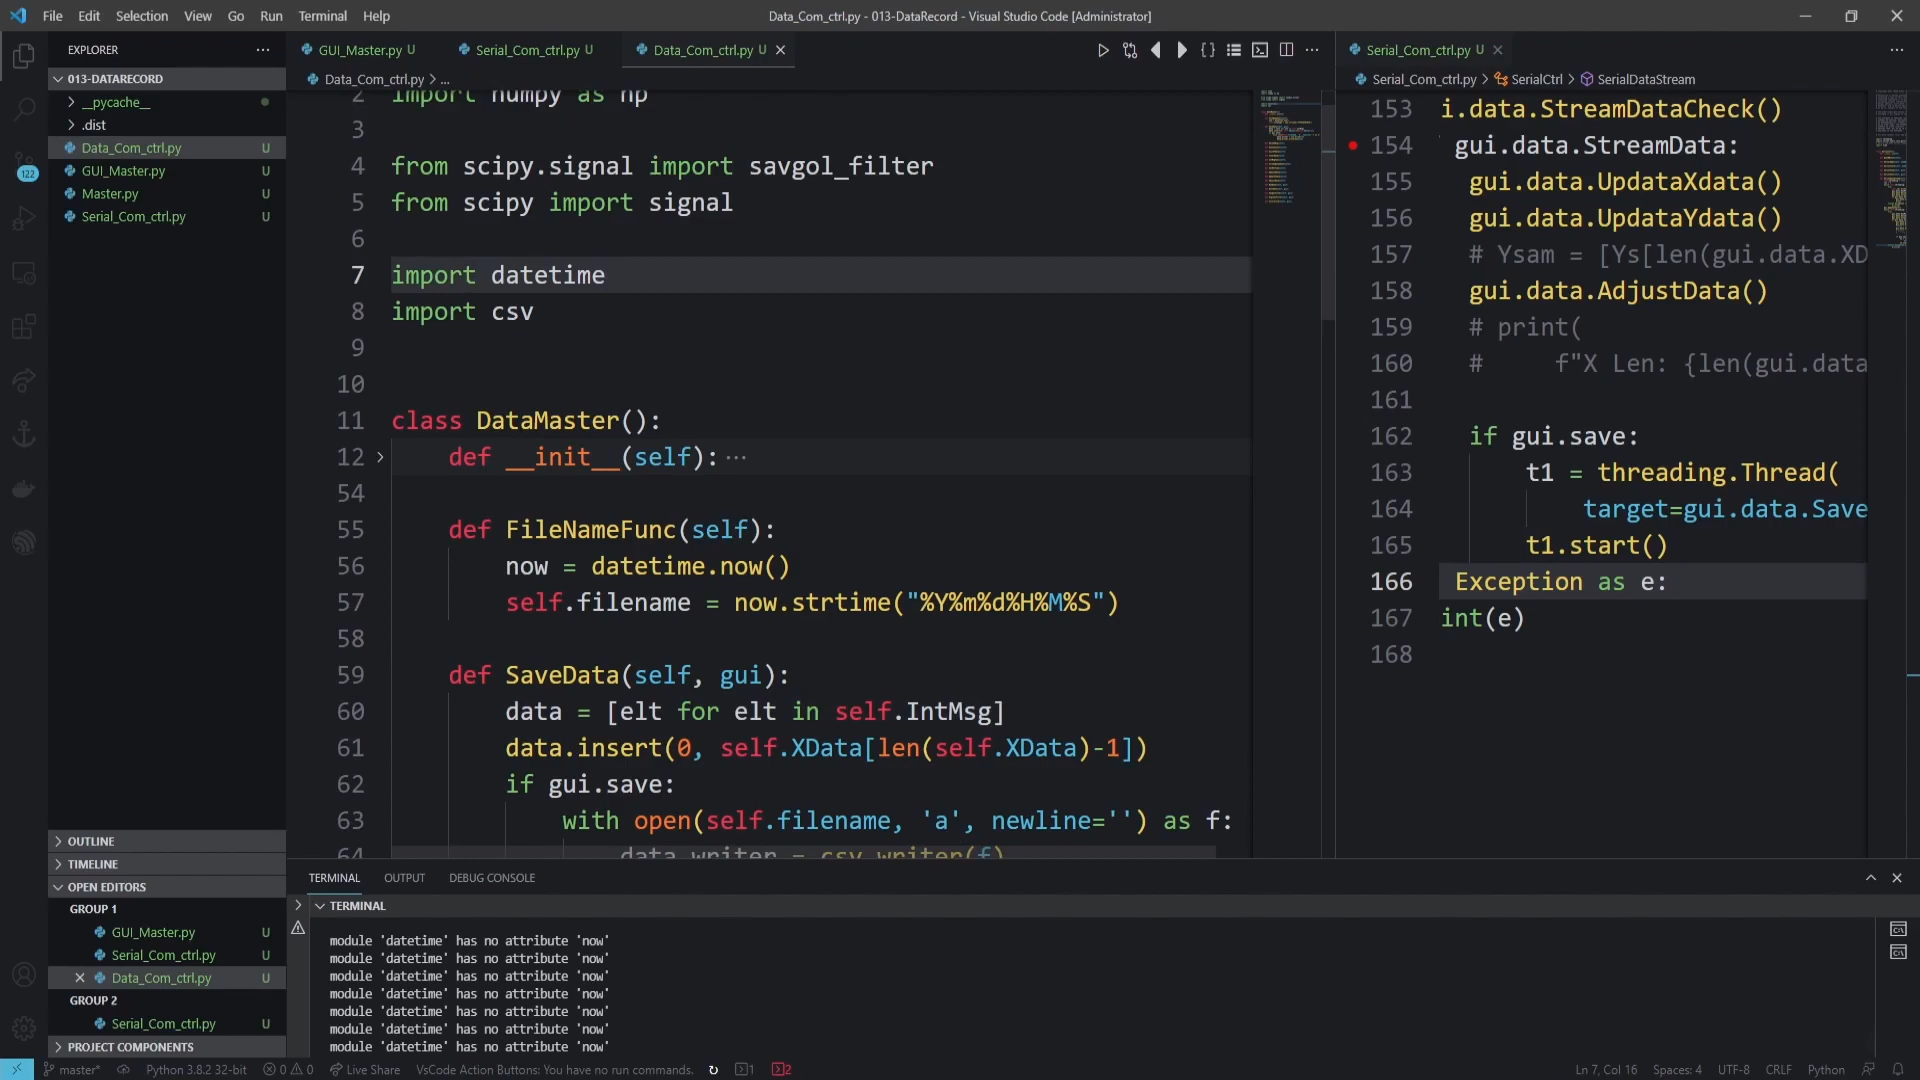 File Edit Selection View Go Run Terminal Help
Data_Com_ctrl.py - 013-DataRecord - Visual Studio Code [Administrator]
EXPLORER
013-DATARECORD
__pycache__
.dist
Data_Com_ctrl.py U
GUI_Master.py U
Master.py U
Serial_Com_ctrl.py U
122
OUTLINE
TIMELINE
OPEN EDITORS
GROUP 1
GUI_Master.py U
Serial_Com_ctrl.py U
Data_Com_ctrl.py U
GROUP 2
Serial_Com_ctrl.py U
PROJECT COMPONENTS
GUI_Master.py U
Serial_Com_ctrl.py U
Data_Com_ctrl.py U
Data_Com_ctrl.py > ...
2 import numpy as np
3
4 from scipy.signal import savgol_filter
5 from scipy import signal
6
7 import datetime
8 import csv
9
10
11 class DataMaster():
12 def __init__(self): ···
54
55 def FileNameFunc(self):
56 now = datetime.now()
57 self.filename = now.strtime("%Y%m%d%H%M%S")
58
59 def SaveData(self, gui):
60 data = [elt for elt in self.IntMsg]
61 data.insert(0, self.XData[len(self.XData)-1])
62 if gui.save:
63 with open(self.filename, 'a', newline='') as f:
64 data_writer = csv.writer(f)
Serial_Com_ctrl.py U
Serial_Com_ctrl.py > SerialCtrl > SerialDataStream
153 i.data.StreamDataCheck()
154 gui.data.StreamData:
155 gui.data.UpdataXdata()
156 gui.data.UpdataYdata()
157 # Ysam = [Ys[len(gui.data.XD
158 gui.data.AdjustData()
159 # print(
160 # f"X Len: {len(gui.data
161
162 if gui.save:
163 t1 = threading.Thread(
164 target=gui.data.Save
165 t1.start()
166 Exception as e:
167 int(e)
168
TERMINAL OUTPUT DEBUG CONSOLE
TERMINAL
module 'datetime' has no attribute 'now'
module 'datetime' has no attribute 'now'
module 'datetime' has no attribute 'now'
module 'datetime' has no attribute 'now'
module 'datetime' has no attribute 'now'
module 'datetime' has no attribute 'now'
module 'datetime' has no attribute 'now'
master* Python 3.8.2 32-bit 0 0 Live Share VsCode Action Buttons: You have no run commands. 1 2 Ln 7, Col 16 Spaces: 4 UTF-8 CRLF Python